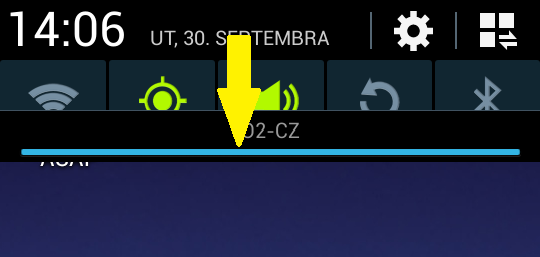 14:06
UT, 30. SEPTEMBRA
O2-CZ